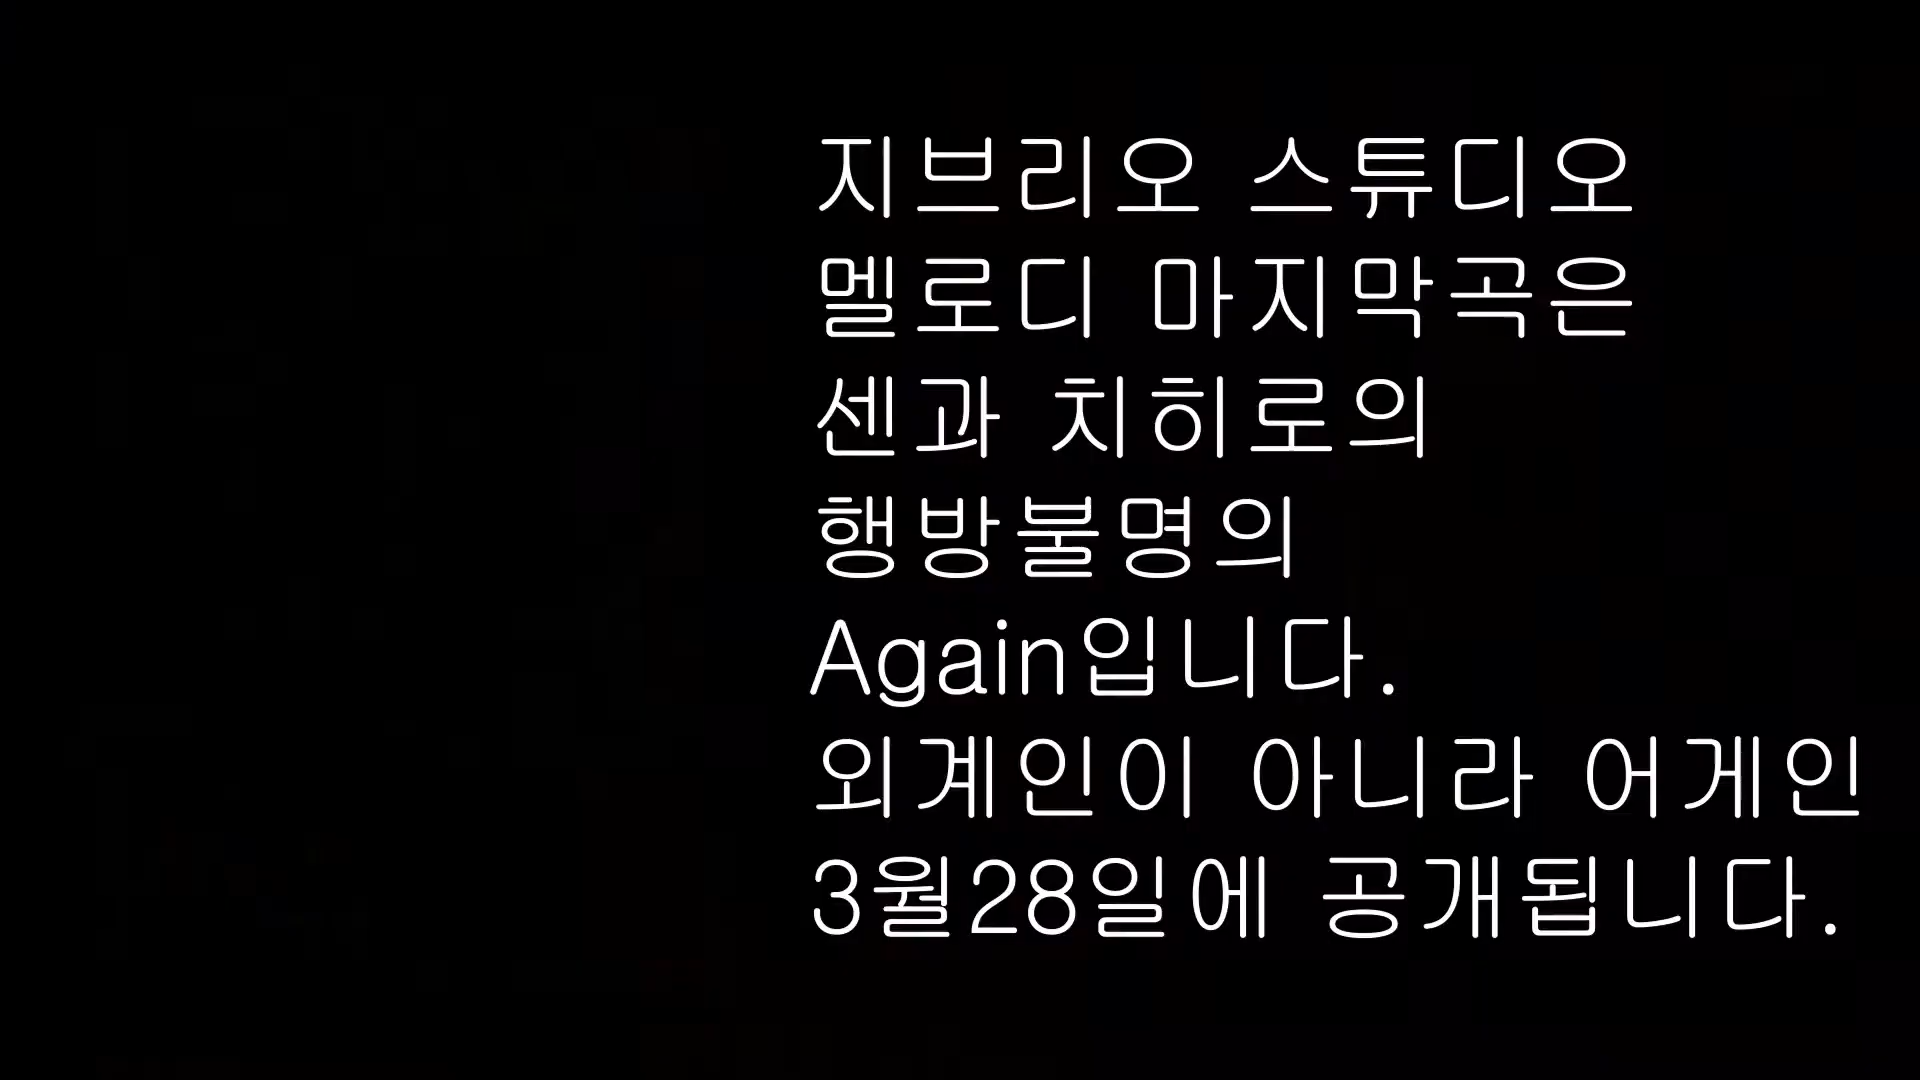 지브리오 스튜디오
멜로디 마지막곡은
센과 치히로의
행방불명의
Again입니다.
외계인이 아니라 어게인
3월28일에 공개됩니다.